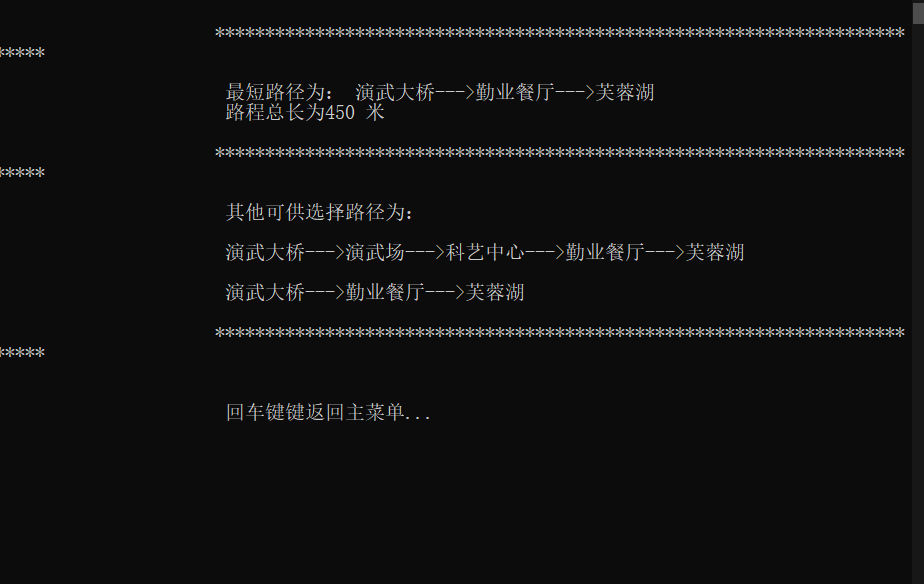 *********************************************************************
*****
最短路径为： 演武大桥--->勤业餐厅--->芙蓉湖
路程总长为450 米
*********************************************************************
*****
其他可供选择路径为：
演武大桥--->演武场--->科艺中心--->勤业餐厅--->芙蓉湖
演武大桥--->勤业餐厅--->芙蓉湖
*********************************************************************
*****
回车键键返回主菜单...